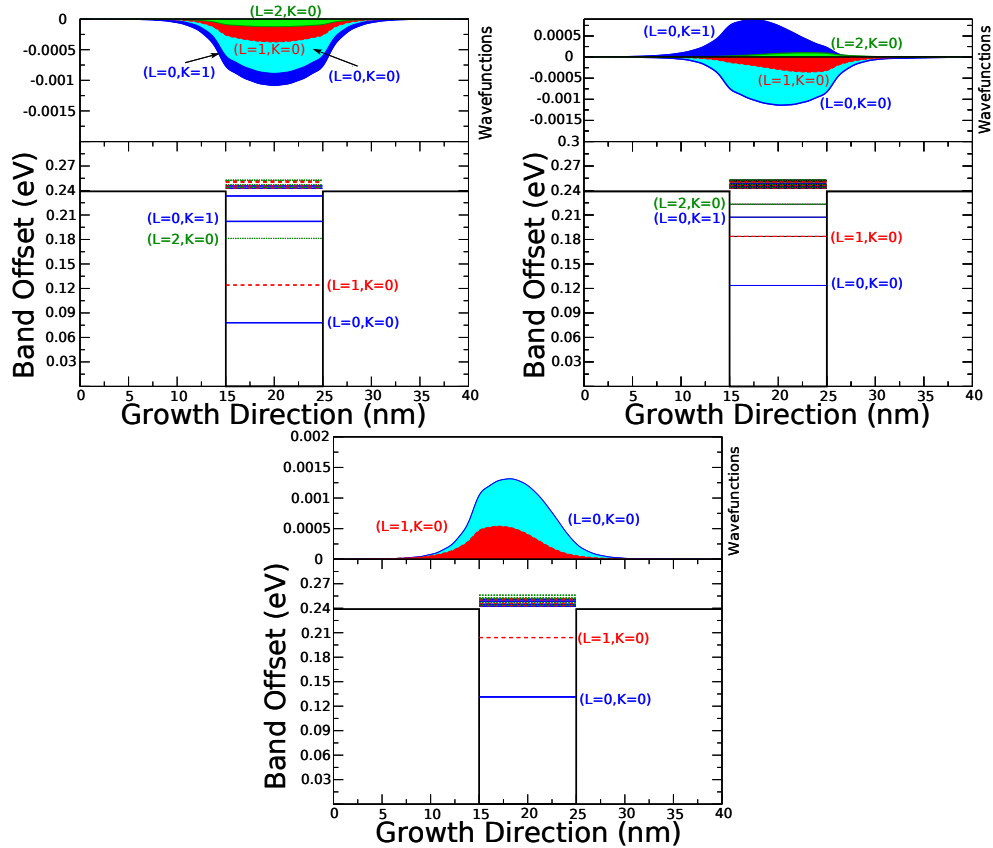 (L=2,K=0)
0
-0.0005
-0.001
-0.0015
(L=1,K=0)
(L=0,K=1)
(L=0,K=0)
Wavefunctions
Band Offset (eV)
0.27
0.24
0.21
0.18
0.15
0.12
0.09
0.06
0.03
(L=0,K=1)
(L=2,K=0)
(L=1,K=0)
(L=0,K=0)
0 5 10 15 20 25 30 35 40
Growth Direction (nm)
0.0005
0
-0.0005
-0.001
-0.0015
(L=0,K=1)
(L=2,K=0)
(L=1,K=0)
(L=0,K=0)
Wavefunctions
Band Offset (eV)
0.3
0.27
0.24
0.21
0.18
0.15
0.12
0.09
0.06
0.03
(L=2,K=0)
(L=0,K=1)
(L=1,K=0)
(L=0,K=0)
0 5 10 15 20 25 30 35 40
Growth Direction (nm)
0.002
0.0015
0.001
0.0005
0
(L=1,K=0)
(L=0,K=0)
Wavefunctions
Band Offset (eV)
0.27
0.24
0.21
0.18
0.15
0.12
0.09
0.06
0.03
(L=1,K=0)
(L=0,K=0)
0 5 10 15 20 25 30 35 40
Growth Direction (nm)